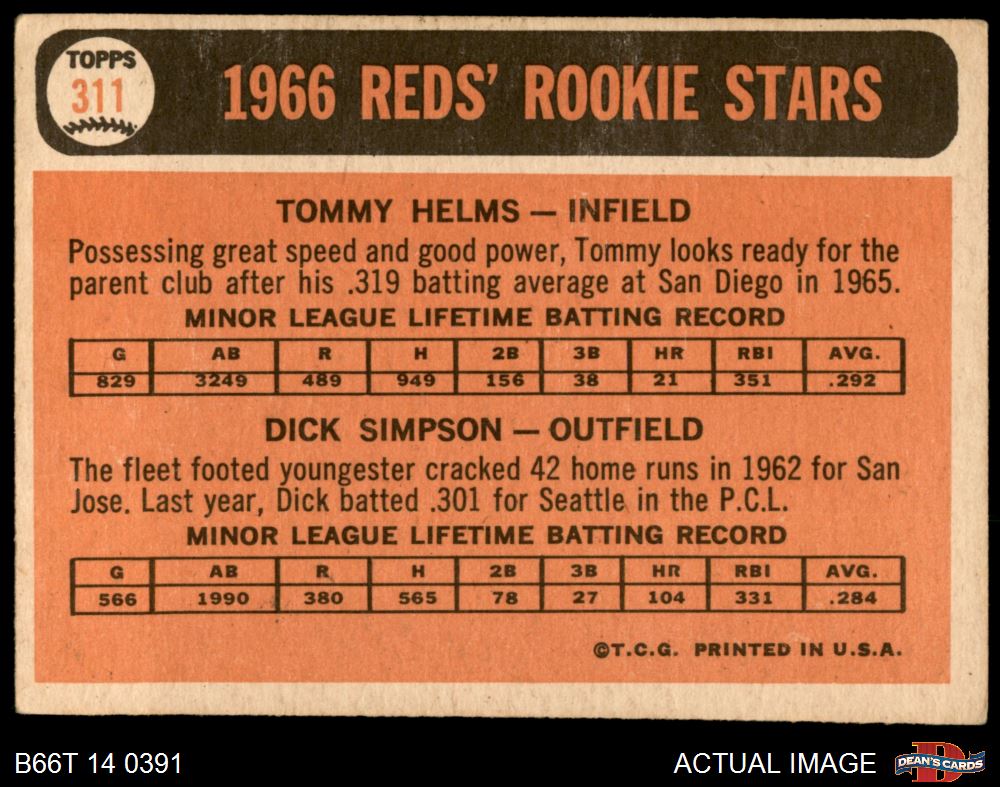 TOPPS
311
1966 REDS' ROOKIE STARS
TOMMY HELMS — INFIELD
Possessing great speed and good power, Tommy looks ready for the
parent club after his .319 batting average at San Diego in 1965.
MINOR LEAGUE LIFETIME BATTING RECORD
G AB R H 2B 3B HR RBI AVG.
829 3249 489 949 156 38 21 351 .292
DICK SIMPSON — OUTFIELD
The fleet footed youngester cracked 42 home runs in 1962 for San
Jose. Last year, Dick batted .301 for Seattle in the P.C.L.
MINOR LEAGUE LIFETIME BATTING RECORD
G AB R H 2B 3B HR RBI AVG.
566 1990 380 565 78 27 104 331 .284
©T.C.G. PRINTED IN U.S.A.
B66T 14 0391 ACTUAL IMAGE
D
DEAN'S CARDS